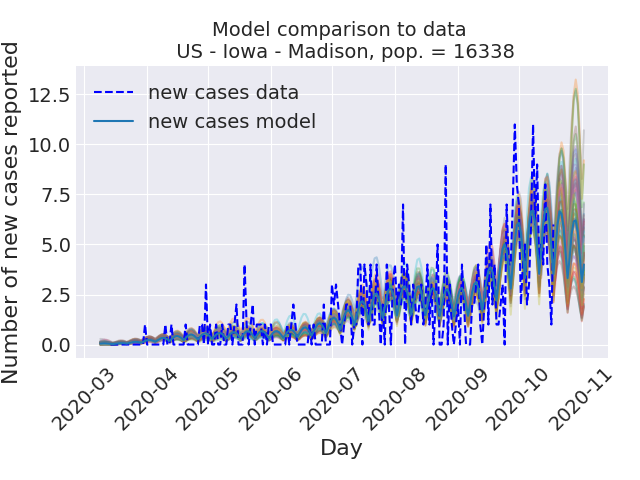 Model comparison to data
US - Iowa - Madison, pop. = 16338
Number of new cases reported
12.5
10.0
7.5
5.0
2.5
0.0
new cases data
new cases model
2020-03
2020-04
2020-05
2020-06
2020-07
2020-08
2020-09
2020-10
2020-11
Day